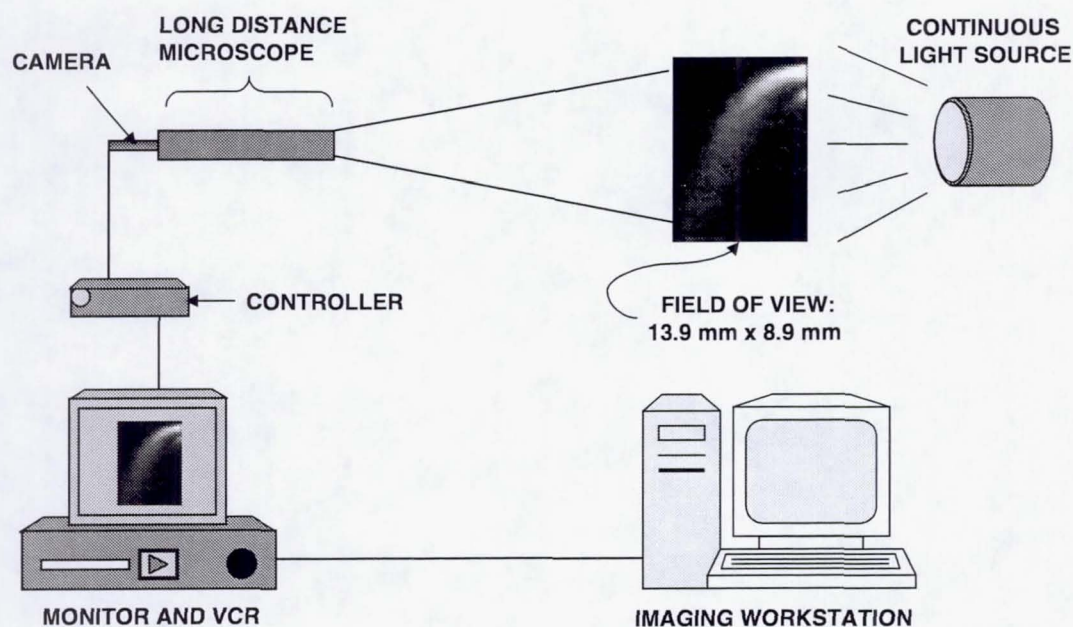 LONG DISTANCE
MICROSCOPE
CAMERA
CONTINUOUS
LIGHT SOURCE
CONTROLLER
FIELD OF VIEW:
13.9 mm x 8.9 mm
MONITOR AND VCR
IMAGING WORKSTATION